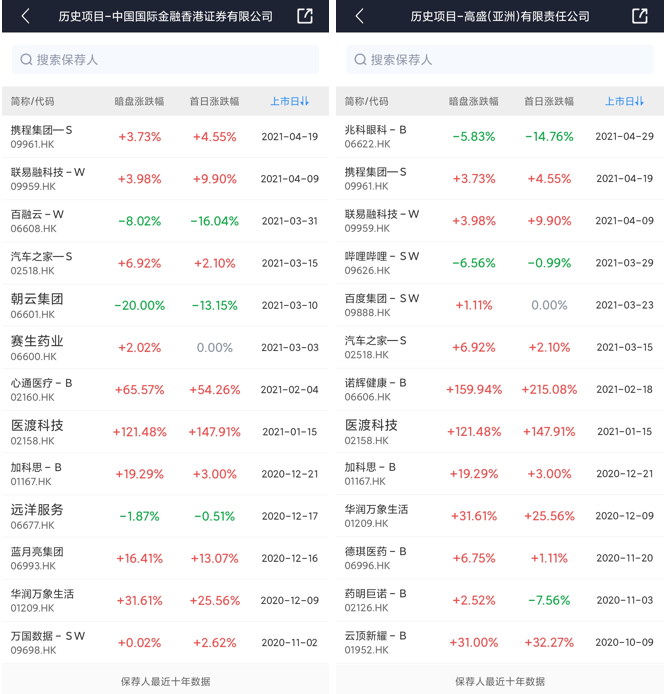 历史项目-中国国际金融香港证券有限公司
搜索保荐人
简称/代码 暗盘涨跌幅 首日涨跌幅 上市日
携程集团一S +3.73% +4.55% 2021-04-19
09961.HK
联易融科技-W +3.98% +9.90% 2021-04-09
09959.HK
百融云-W -8.02% -16.04% 2021-03-31
06608.HK
汽车之家一S +6.92% +2.10% 2021-03-15
02518.HK
朝云集团 -20.00% -13.15% 2021-03-10
06601.HK
赛生药业 +2.02% 0.00% 2021-03-03
06600.HK
心通医疗-B +65.57% +54.26% 2021-02-04
02160.HK
医渡科技 +121.48% +147.91% 2021-01-15
02158.HK
加科思-B +19.29% +3.00% 2020-12-21
01167.HK
远洋服务 -1.87% -0.51% 2020-12-17
06677.HK
蓝月亮集团 +16.41% +13.07% 2020-12-16
06993.HK
华润万象生活 +31.61% +25.56% 2020-12-09
01209.HK
万国数据-SW +0.02% +2.62% 2020-11-02
09698.HK
保荐人最近十年数据
历史项目-高盛(亚洲)有限责任公司
搜索保荐人
简称/代码 暗盘涨跌幅 首日涨跌幅 上市日
兆科眼科-B -5.83% -14.76% 2021-04-29
06622.HK
携程集团一S +3.73% +4.55% 2021-04-19
09961.HK
联易融科技-W +3.98% +9.90% 2021-04-09
09959.HK
哔哩哔哩-SW -6.56% -0.99% 2021-03-29
09626.HK
百度集团-SW +1.11% 0.00% 2021-03-23
09888.HK
汽车之家一S +6.92% +2.10% 2021-03-15
02518.HK
诺辉健康-B +159.94% +215.08% 2021-02-18
06606.HK
医渡科技 +121.48% +147.91% 2021-01-15
02158.HK
加科思-B +19.29% +3.00% 2020-12-21
01167.HK
华润万象生活 +31.61% +25.56% 2020-12-09
01209.HK
德琪医药-B +6.75% +1.11% 2020-11-20
06996.HK
药明巨诺-B +2.52% -7.56% 2020-11-03
02126.HK
云顶新耀-B +31.00% +32.27% 2020-10-09
01952.HK
保荐人最近十年数据